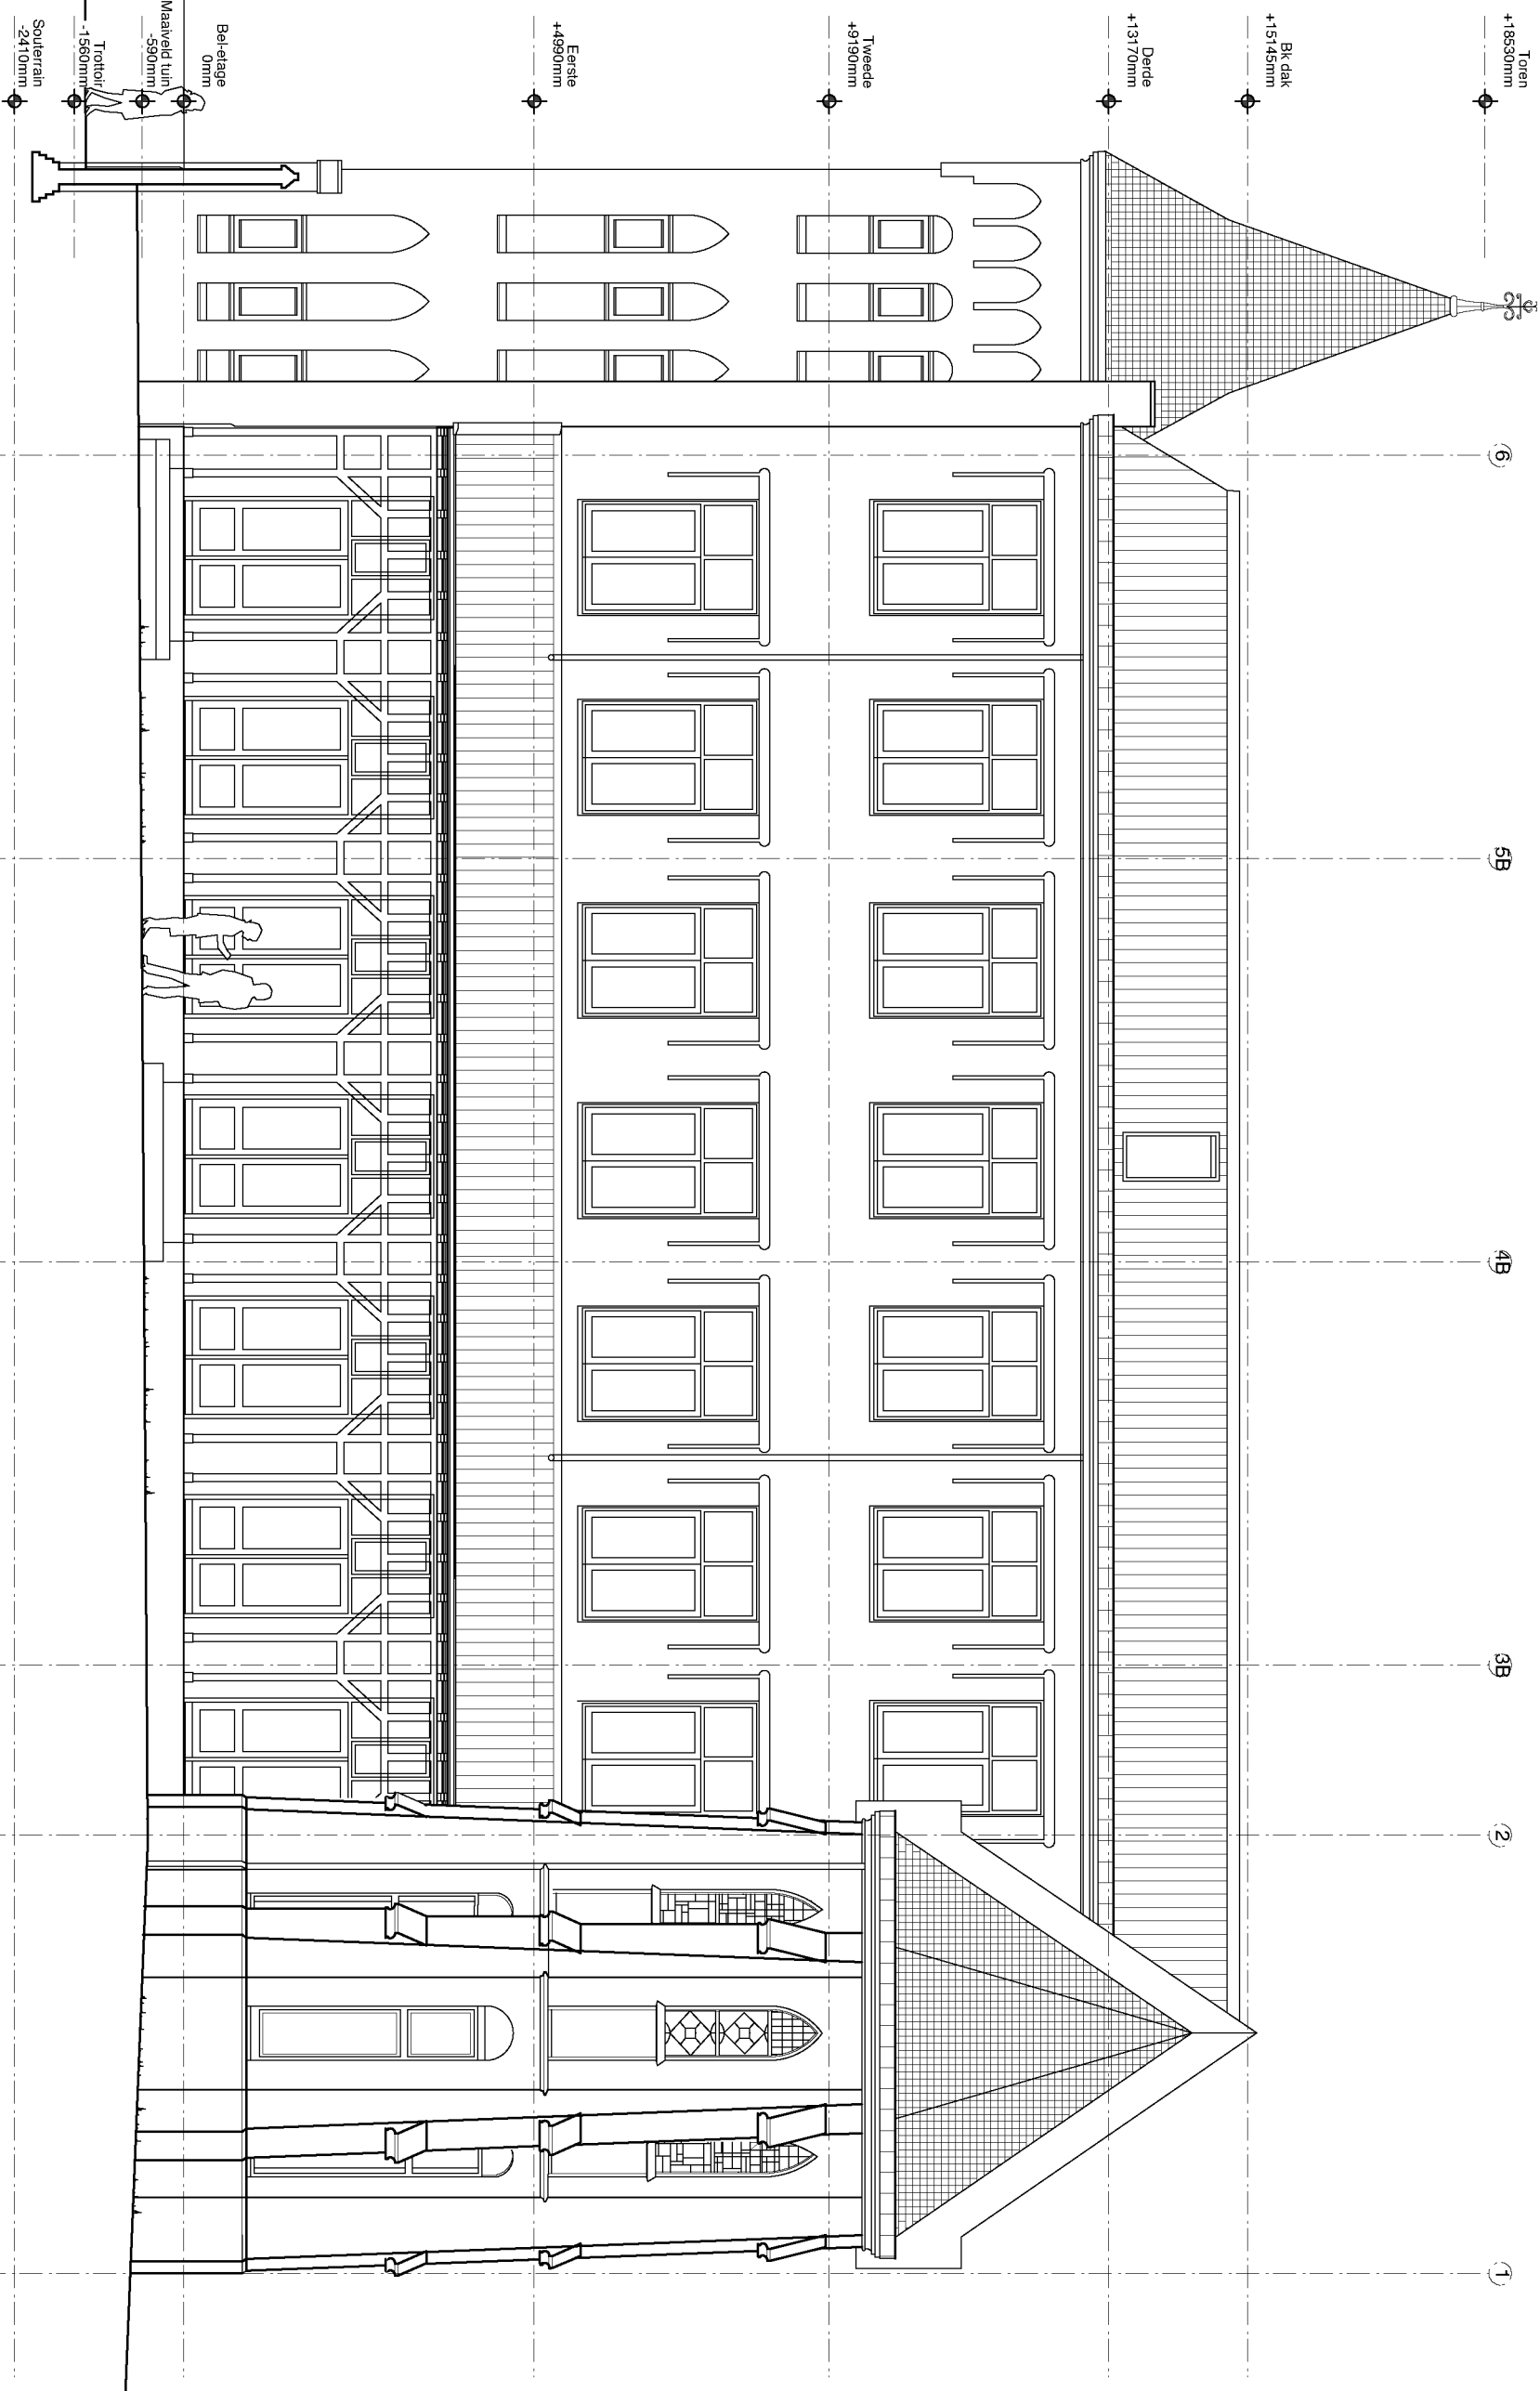 Toren
+18530mm
Bk dak
+15145mm
Derde
+13170mm
Tweede
+9190mm
Eerste
+4990mm
Bel-etage
0mm
Maaiveld tuin
-590mm
Trottoir
-1560mm
Souterrain
-2410mm
6
5B
4B
3B
2
1